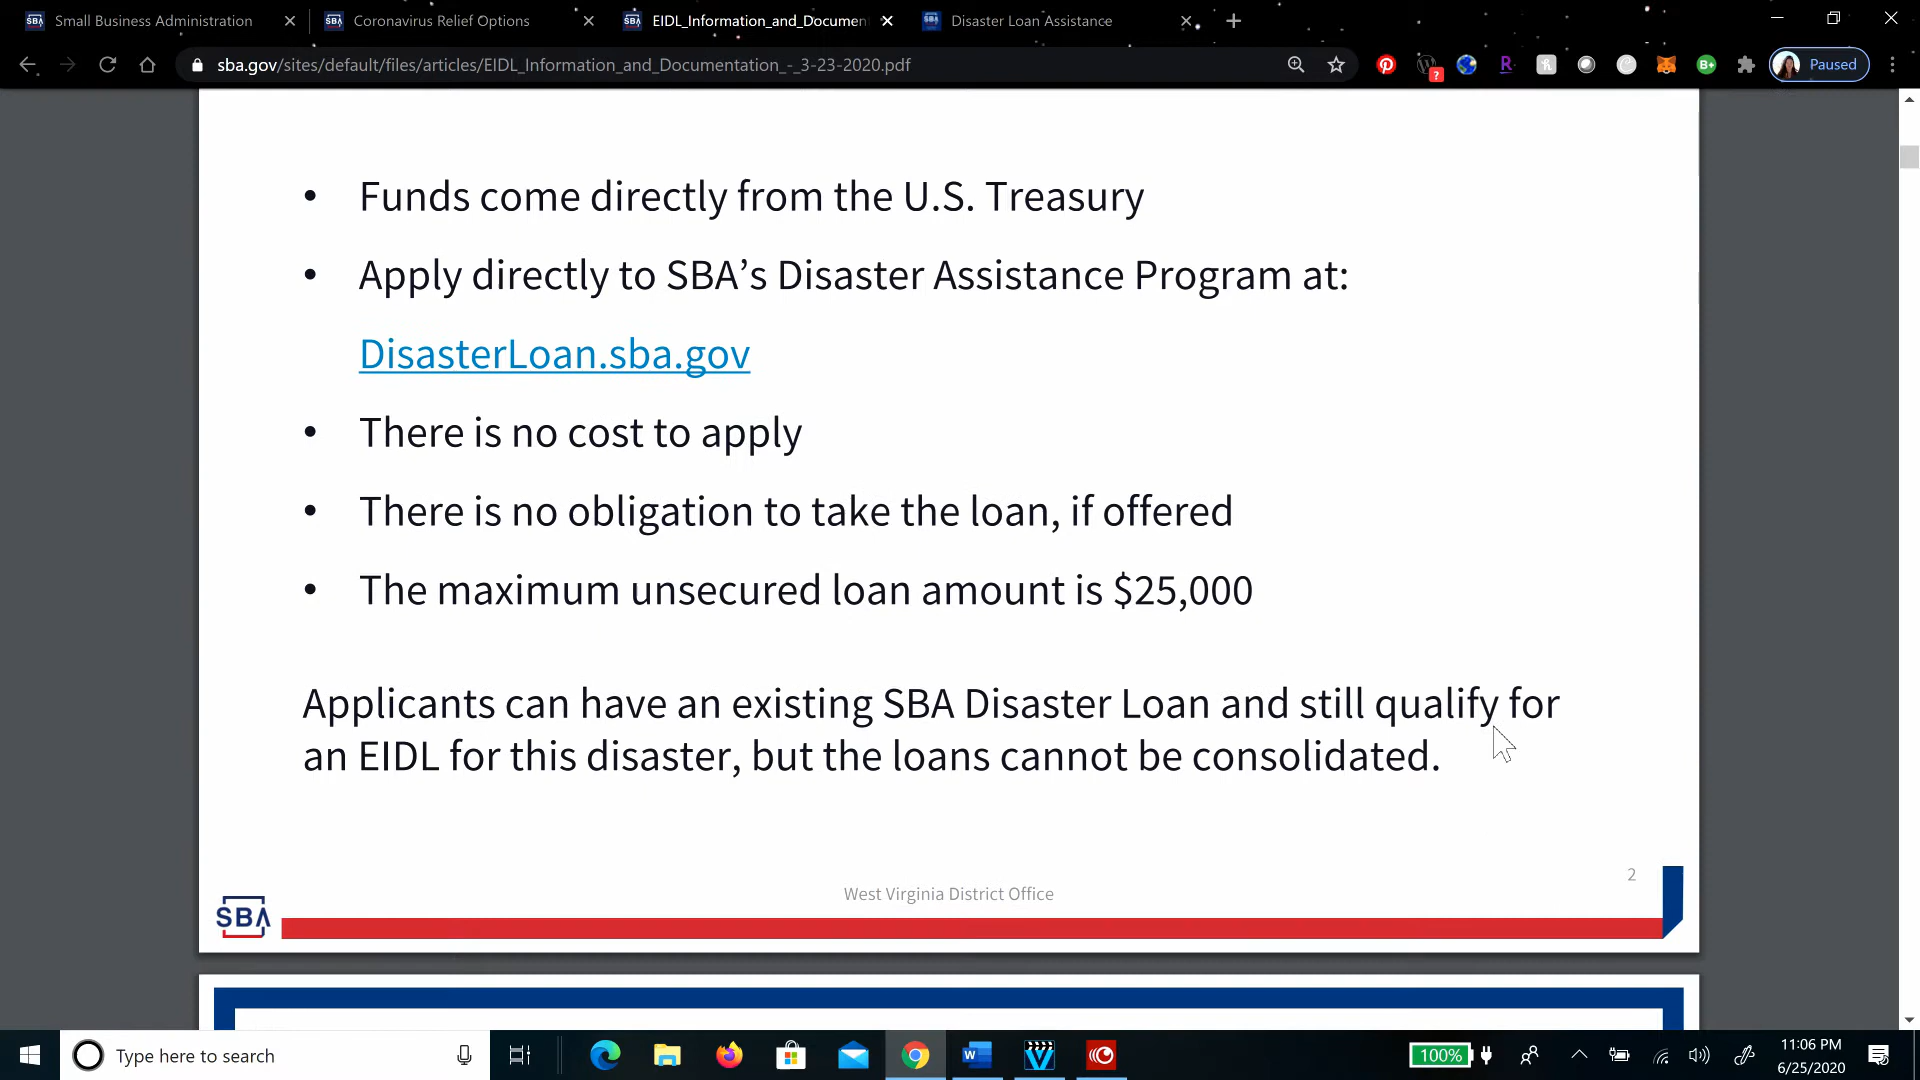 Small Business Administration
Coronavirus Relief Options
EIDL_Information_and_Documen
Disaster Loan Assistance
sba.gov/sites/default/files/articles/EIDL_Information_and_Documentation_-_3-23-2020.pdf
Paused
• Funds come directly from the U.S. Treasury
• Apply directly to SBA’s Disaster Assistance Program at:
DisasterLoan.sba.gov
• There is no cost to apply
• There is no obligation to take the loan, if offered
• The maximum unsecured loan amount is $25,000
Applicants can have an existing SBA Disaster Loan and still qualify for
an EIDL for this disaster, but the loans cannot be consolidated.
2
West Virginia District Office
SBA
Type here to search
100%
11:06 PM
6/25/2020